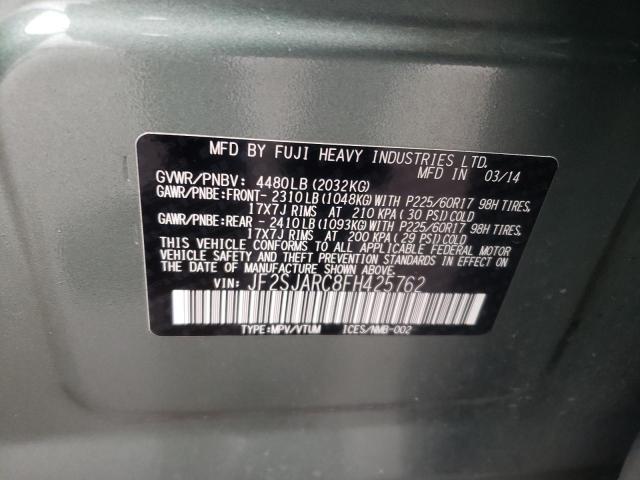 MFD BY FUJI HEAVY INDUSTRIES LTD.
GVWR/PNBV: 4480LB (2032KG) MFD IN 03/14
GAWR/PNBE:FRONT- 2310LB (1048KG) WITH P225/60R17 98H TIRES,
17X7J RIMS AT 210 KPA (30 PSI) COLD
GAWR/PNBE:REAR -2410LB (1093KG) WITH P225/60R17 98H TIRES,
17X7J RIMS AT 200 KPA (29 PSI) COLD
THIS VEHICLE CONFORMS TO ALL APPLICABLE FEDERAL MOTOR
VEHICLE SAFETY AND THEFT PREVENTION STANDARDS IN
EFFECT ON THE DATE OF MANUFACTURE SHOWN ABOVE.
VIN: JF2SJARC8FH425762
TYPE:MPV/VTUM ICES/NMB-002